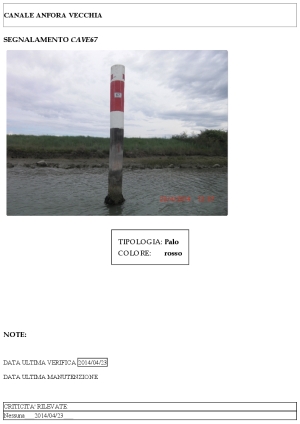 CANALE ANFORA VECCHIA
SEGNALAMENTO CAVE67
TIPOLOGIA: Palo
COLORE: rosso
NOTE:
DATA ULTIMA VERIFICA 2014/04/23
DATA ULTIMA MANUTENZIONE
CRITICITA' RILEVATE
Nessuna 2014/04/23